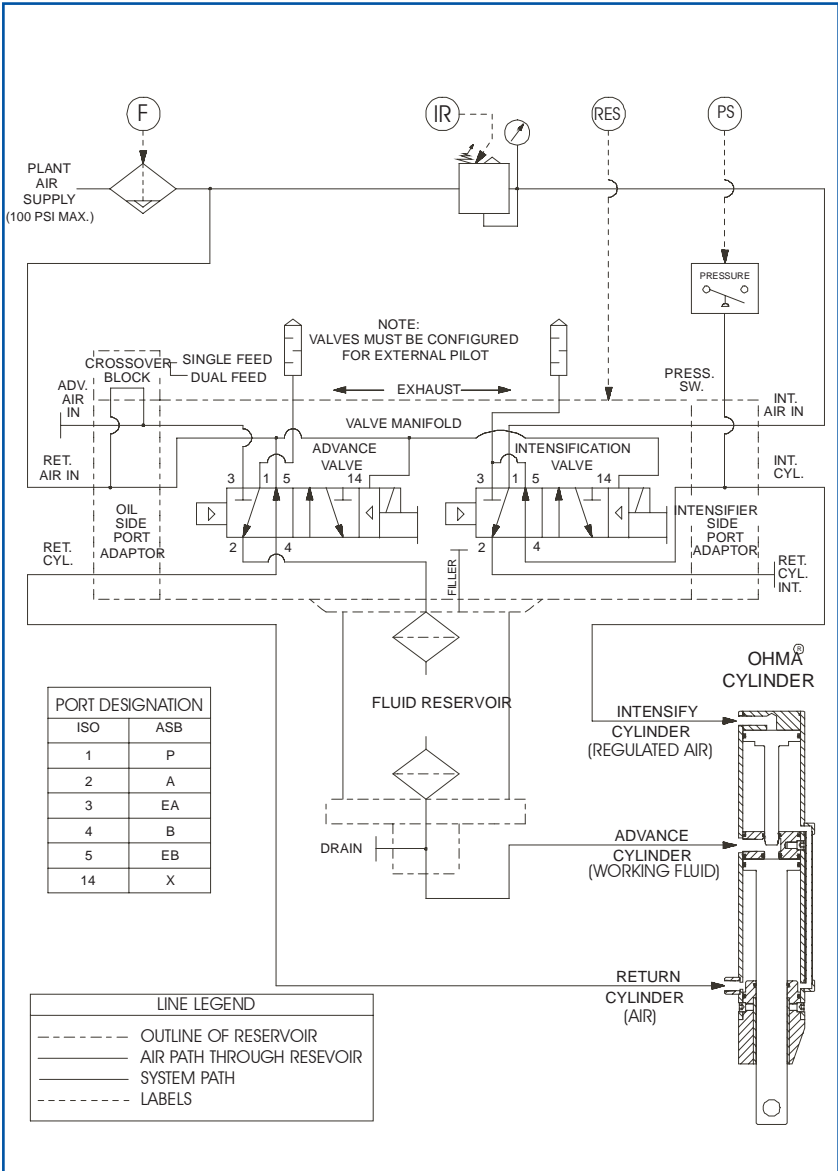 F
IR
RES
PS
PLANT
AIR
SUPPLY
(100 PSI MAX.)
PRESSURE
NOTE:
VALVES MUST BE CONFIGURED
FOR EXTERNAL PILOT
CROSSOVER
BLOCK
SINGLE FEED
DUAL FEED
EXHAUST
PRESS.
SW.
ADV.
AIR
IN
INT.
AIR IN
VALVE MANIFOLD
RET.
AIR IN
ADVANCE
VALVE
INTENSIFICATION
VALVE
INT.
CYL.
3 1 5 14
3 1 5 14
OIL
SIDE
PORT
ADAPTOR
INTENSIFIER
SIDE
PORT
ADAPTOR
RET.
CYL.
2 4
2 4
FILLER
RET.
CYL.
INT.
OHMA®
CYLINDER
FLUID RESERVOIR
INTENSIFY
CYLINDER
(REGULATED AIR)
PORT DESIGNATION
ISO ASB
1 P
2 A
3 EA
4 B
5 EB
14 X
DRAIN
ADVANCE
CYLINDER
(WORKING FLUID)
RETURN
CYLINDER
(AIR)
LINE LEGEND
OUTLINE OF RESERVOIR
AIR PATH THROUGH RESEVOIR
SYSTEM PATH
LABELS